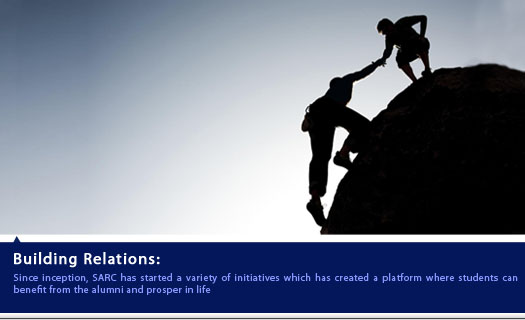 Building Relations:
Since inception, SARC has started a variety of initiatives which has created a platform where students can
benefit from the alumni and prosper in life